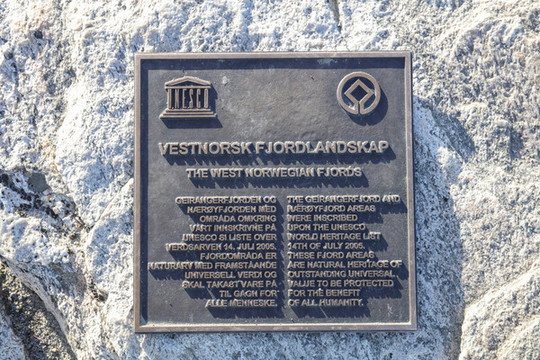 UNESCO
VESTNORSK FJORDLANDSKAP
THE WEST NORWEGIAN FJORDS
GEIRANGERFJORDEN OG
NÆRØYFJORDEN MED
OMRÅDA OMKRING
VART INNSKRIVNE PÅ
UNESCO SI LISTE OVER
VERDSARVEN 14. JULI 2005.
FJORDOMRÅDA ER
NATURARV MED FRAMSTÅANDE
UNIVERSELL VERDI OG
SKAL TAKAST VARE PÅ
TIL GAGN FOR
ALLE MENNESKE.
THE GEIRANGERFJORD AND
NÆRØYFJORD AREAS
WERE INSCRIBED
UPON THE UNESCO
WORLD HERITAGE LIST
14TH OF JULY 2005.
THESE FJORD AREAS
ARE NATURAL HERITAGE OF
OUTSTANDING UNIVERSAL
VALUE TO BE PROTECTED
FOR THE BENEFIT
OF ALL HUMANITY.